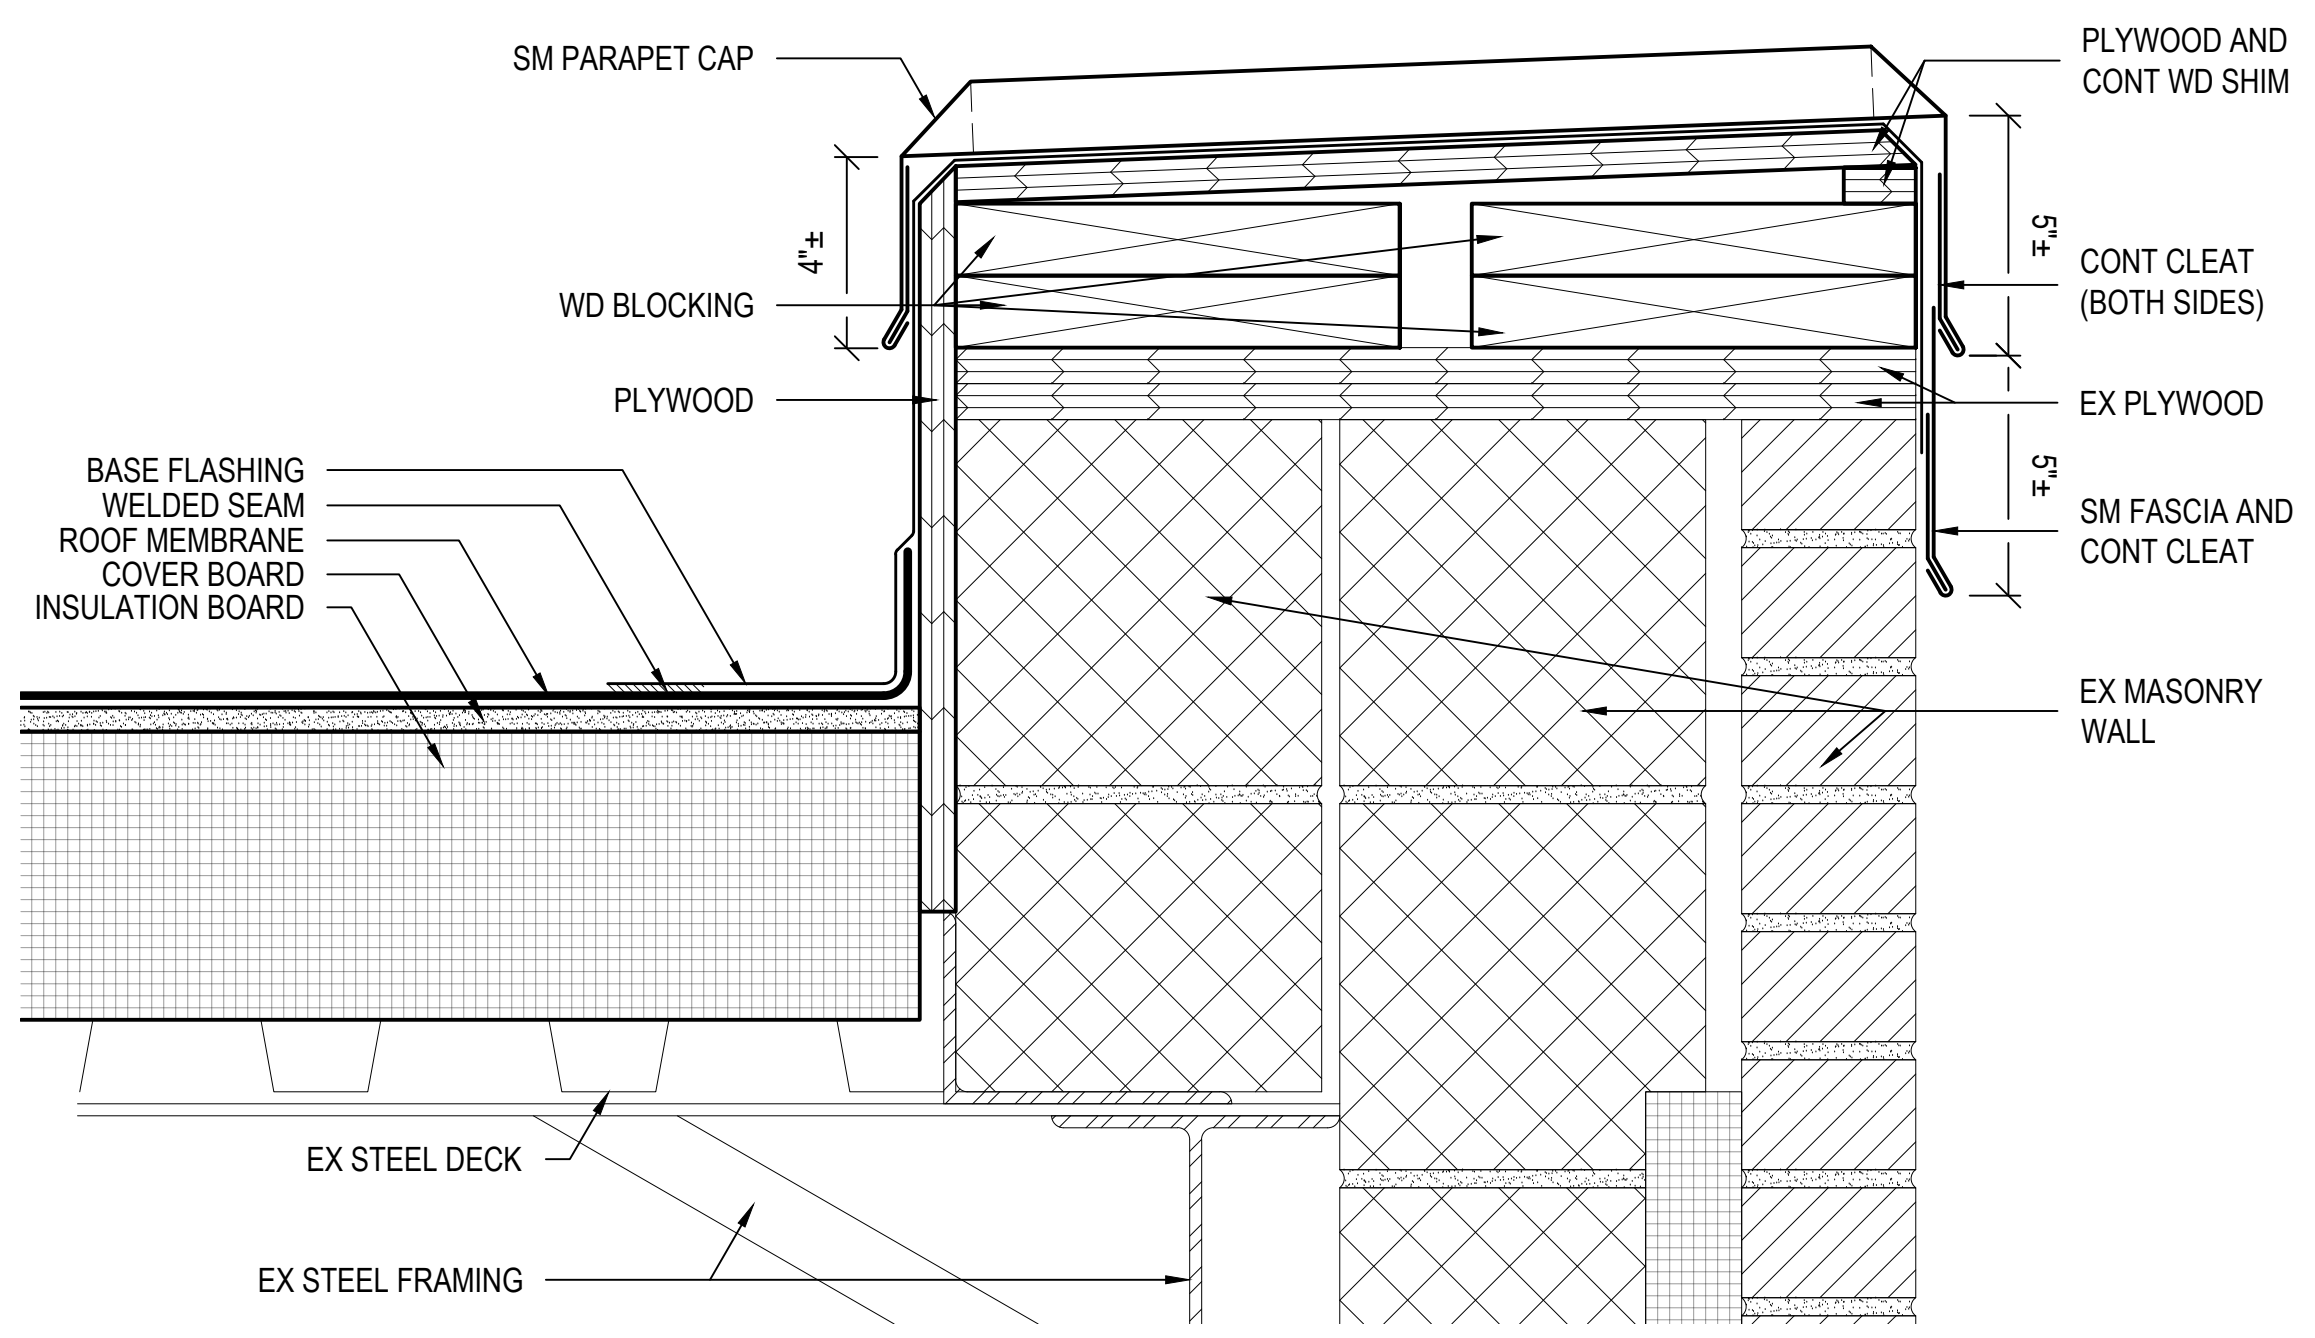 SM PARAPET CAP
PLYWOOD AND
CONT WD SHIM
4"±
5"±
WD BLOCKING
CONT CLEAT
(BOTH SIDES)
PLYWOOD
EX PLYWOOD
BASE FLASHING
WELDED SEAM
ROOF MEMBRANE
COVER BOARD
INSULATION BOARD
5"±
SM FASCIA AND
CONT CLEAT
EX MASONRY
WALL
EX STEEL DECK
EX STEEL FRAMING